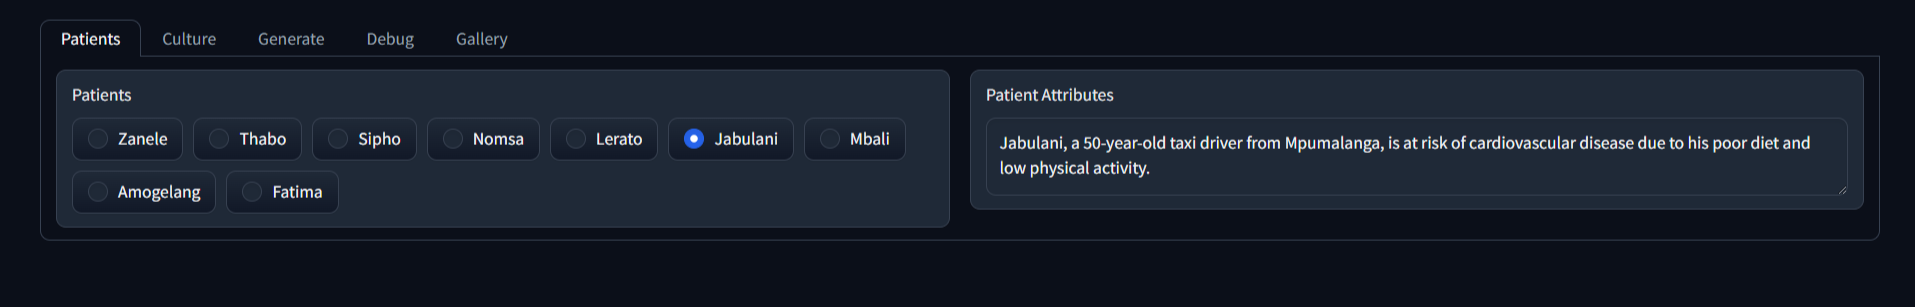 Patients Culture Generate Debug Gallery
Patients
Zanele Thabo Sipho Nomsa Lerato Jabulani Mbali
Amogelang Fatima
Patient Attributes
Jabulani, a 50-year-old taxi driver from Mpumalanga, is at risk of cardiovascular disease due to his poor diet and
low physical activity.